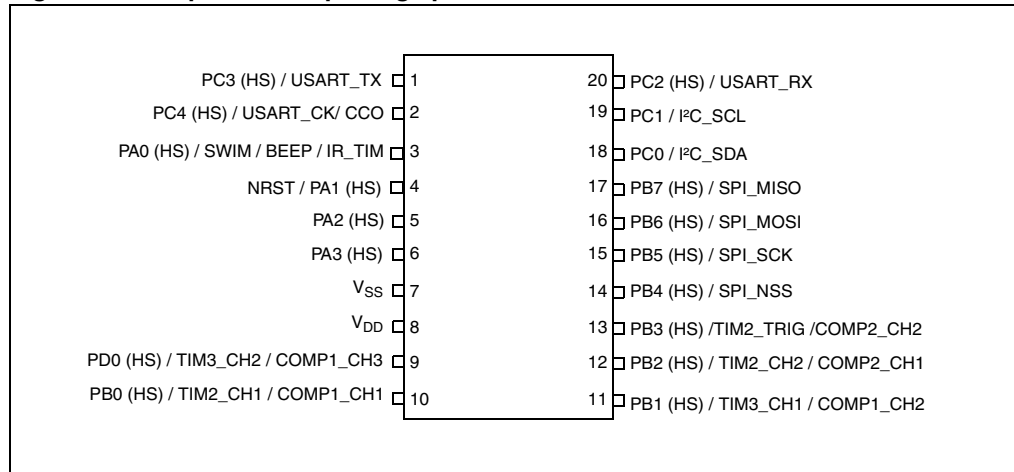 PC3 (HS) / USART_TX 1
20 PC2 (HS) / USART_RX
PC4 (HS) / USART_CK/ CCO 2
19 PC1 / I²C_SCL
PA0 (HS) / SWIM / BEEP / IR_TIM 3
18 PC0 / I²C_SDA
NRST / PA1 (HS) 4
17 PB7 (HS) / SPI_MISO
PA2 (HS) 5
16 PB6 (HS) / SPI_MOSI
PA3 (HS) 6
15 PB5 (HS) / SPI_SCK
VSS 7
14 PB4 (HS) / SPI_NSS
VDD 8
13 PB3 (HS) /TIM2_TRIG /COMP2_CH2
PD0 (HS) / TIM3_CH2 / COMP1_CH3 9
12 PB2 (HS) / TIM2_CH2 / COMP2_CH1
PB0 (HS) / TIM2_CH1 / COMP1_CH1 10
11 PB1 (HS) / TIM3_CH1 / COMP1_CH2